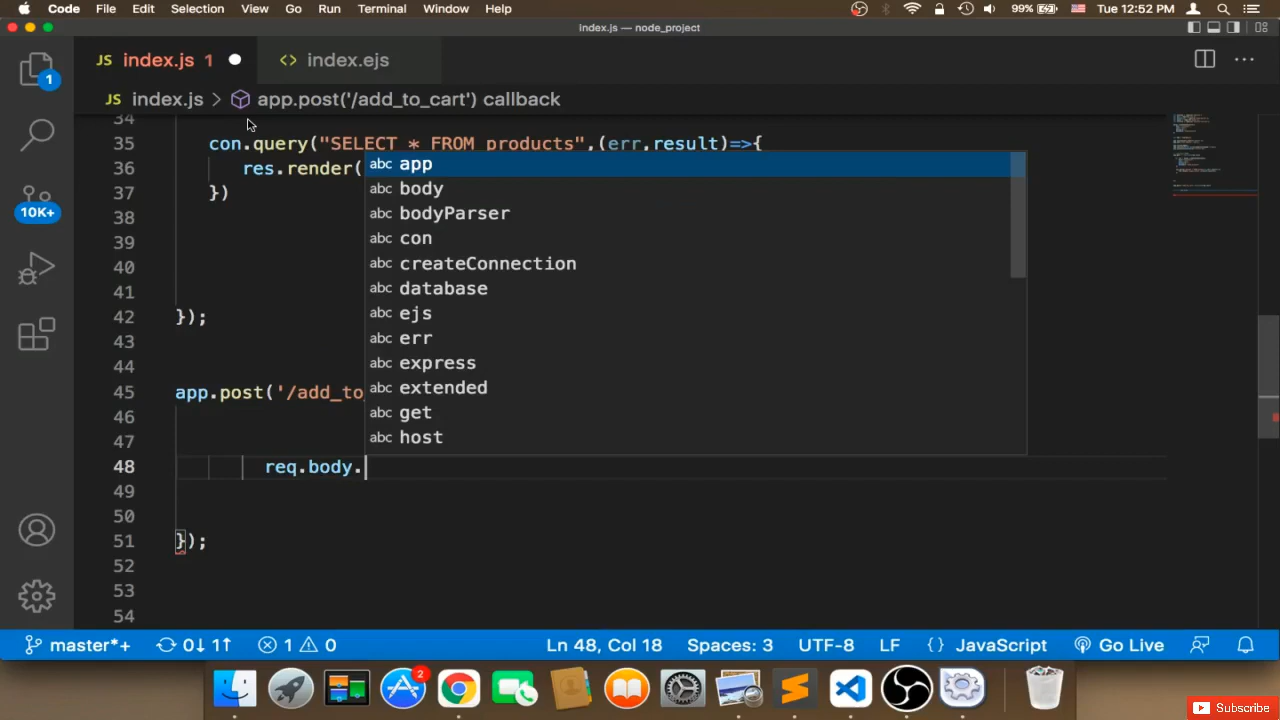 Code File Edit Selection View Go Run Terminal Window Help 99% Tue 12:52 PM
index.js — node_project
JS index.js 1 <> index.ejs
JS index.js > app.post('/add_to_cart') callback
34
35 con.query("SELECT * FROM products",(err,result)=>{
36 res.render(
37 })
38
39
40
41
42 });
43
44
45 app.post('/add_to
46
47
48 req.body.
49
50
51 });
52
53
54
abc app
abc body
abc bodyParser
abc con
abc createConnection
abc database
abc ejs
abc err
abc express
abc extended
abc get
abc host
1
10K+
master*+ 0↓ 1↑ 1 0 Ln 48, Col 18 Spaces: 3 UTF-8 LF {} JavaScript Go Live
2
Subscribe